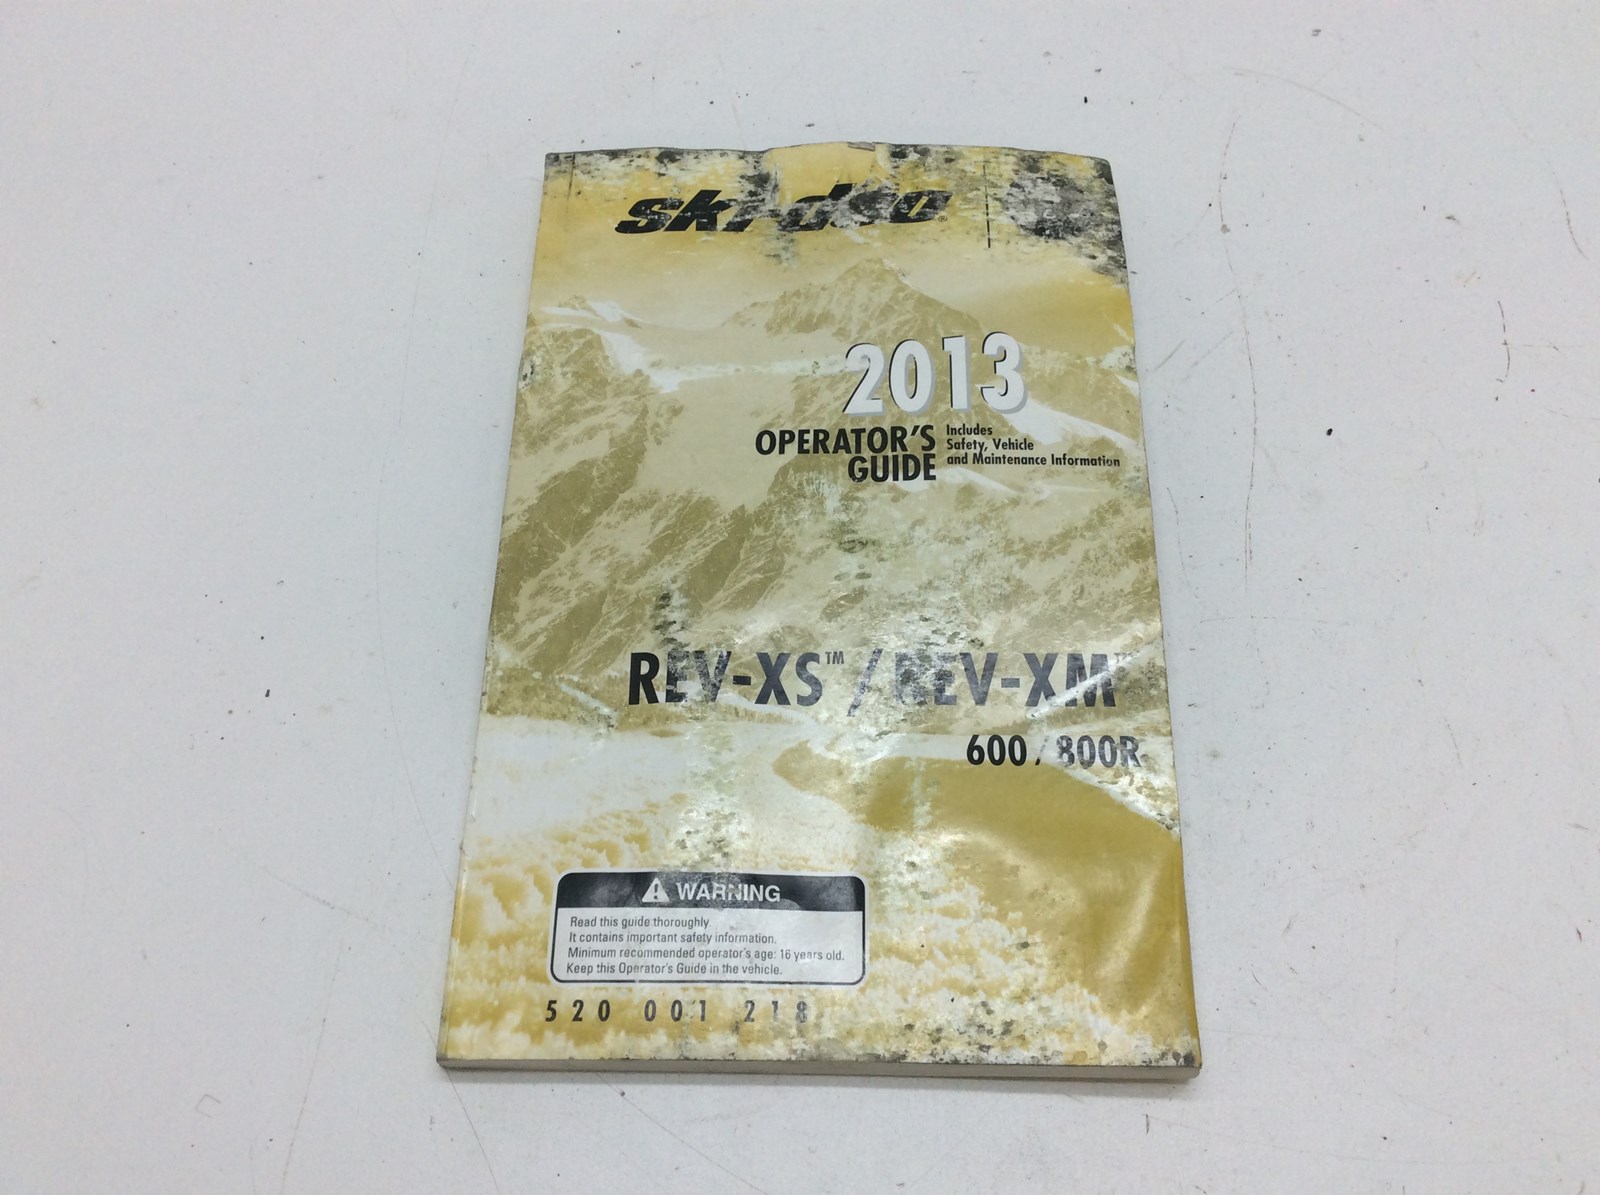 ski-doo®
2013
OPERATOR'S GUIDE
Includes
Safety, Vehicle
and Maintenance Information
REV-XS™ / REV-XM™
600 / 800R
WARNING
Read this guide thoroughly.
It contains important safety information.
Minimum recommended operator's age: 16 years old.
Keep this Operator's Guide in the vehicle.
520 001 218